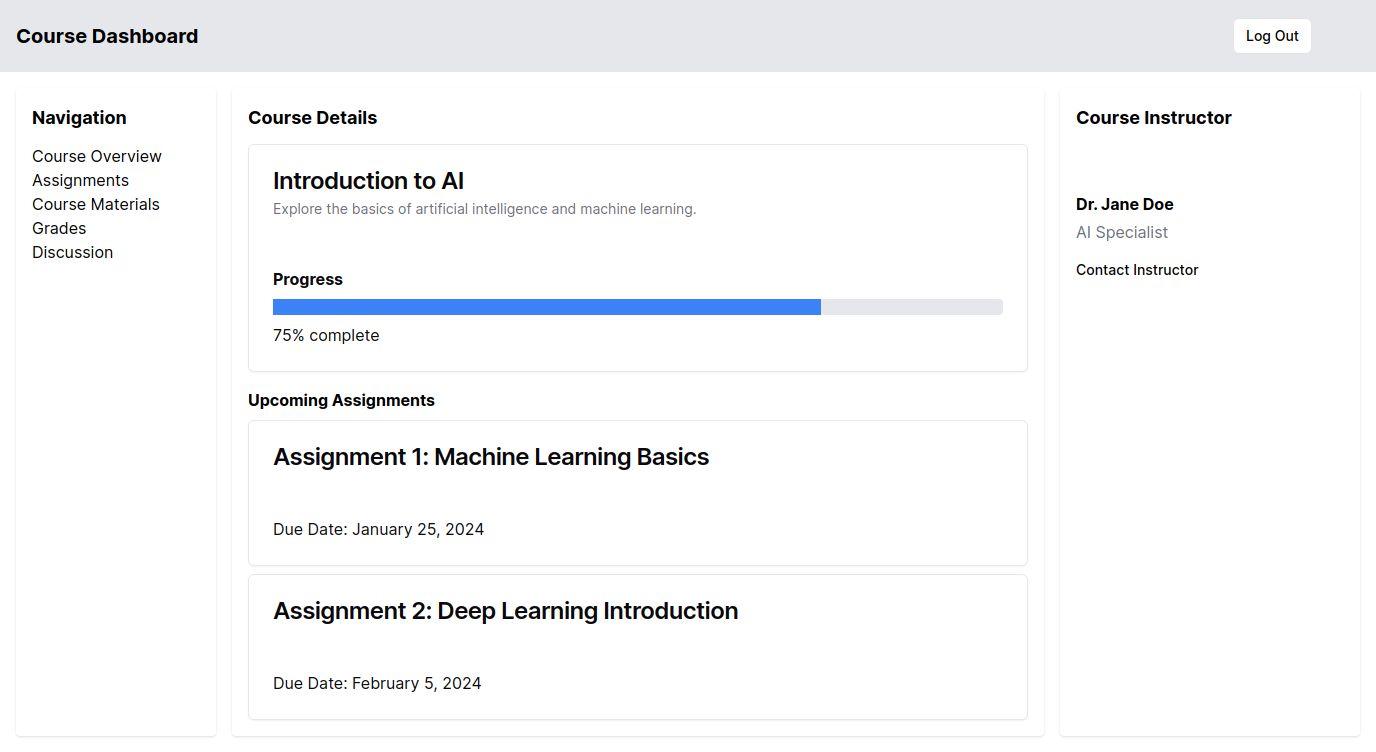 Course Dashboard
Log Out
Navigation
Course Overview
Assignments
Course Materials
Grades
Discussion
Course Details
Introduction to AI
Explore the basics of artificial intelligence and machine learning.
Progress
75% complete
Upcoming Assignments
Assignment 1: Machine Learning Basics
Due Date: January 25, 2024
Assignment 2: Deep Learning Introduction
Due Date: February 5, 2024
Course Instructor
Dr. Jane Doe
AI Specialist
Contact Instructor